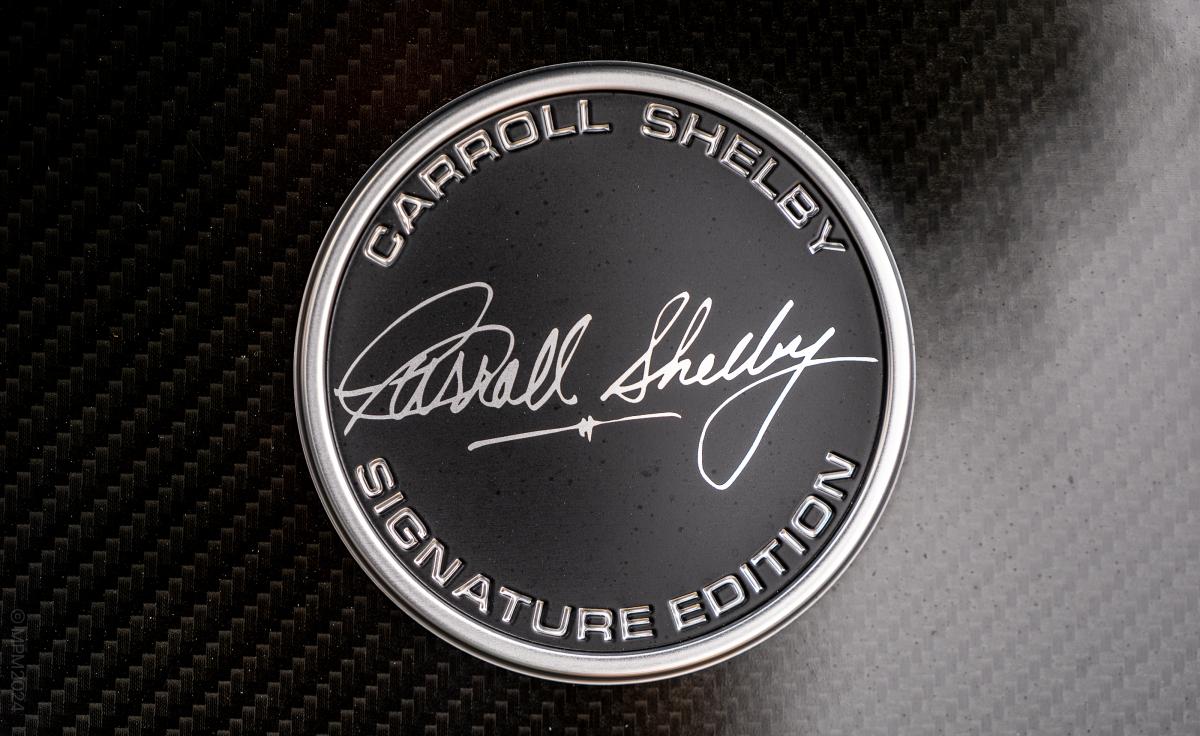 CARROLL SHELBY
Carroll Shelby
SIGNATURE EDITION
©MPM2024